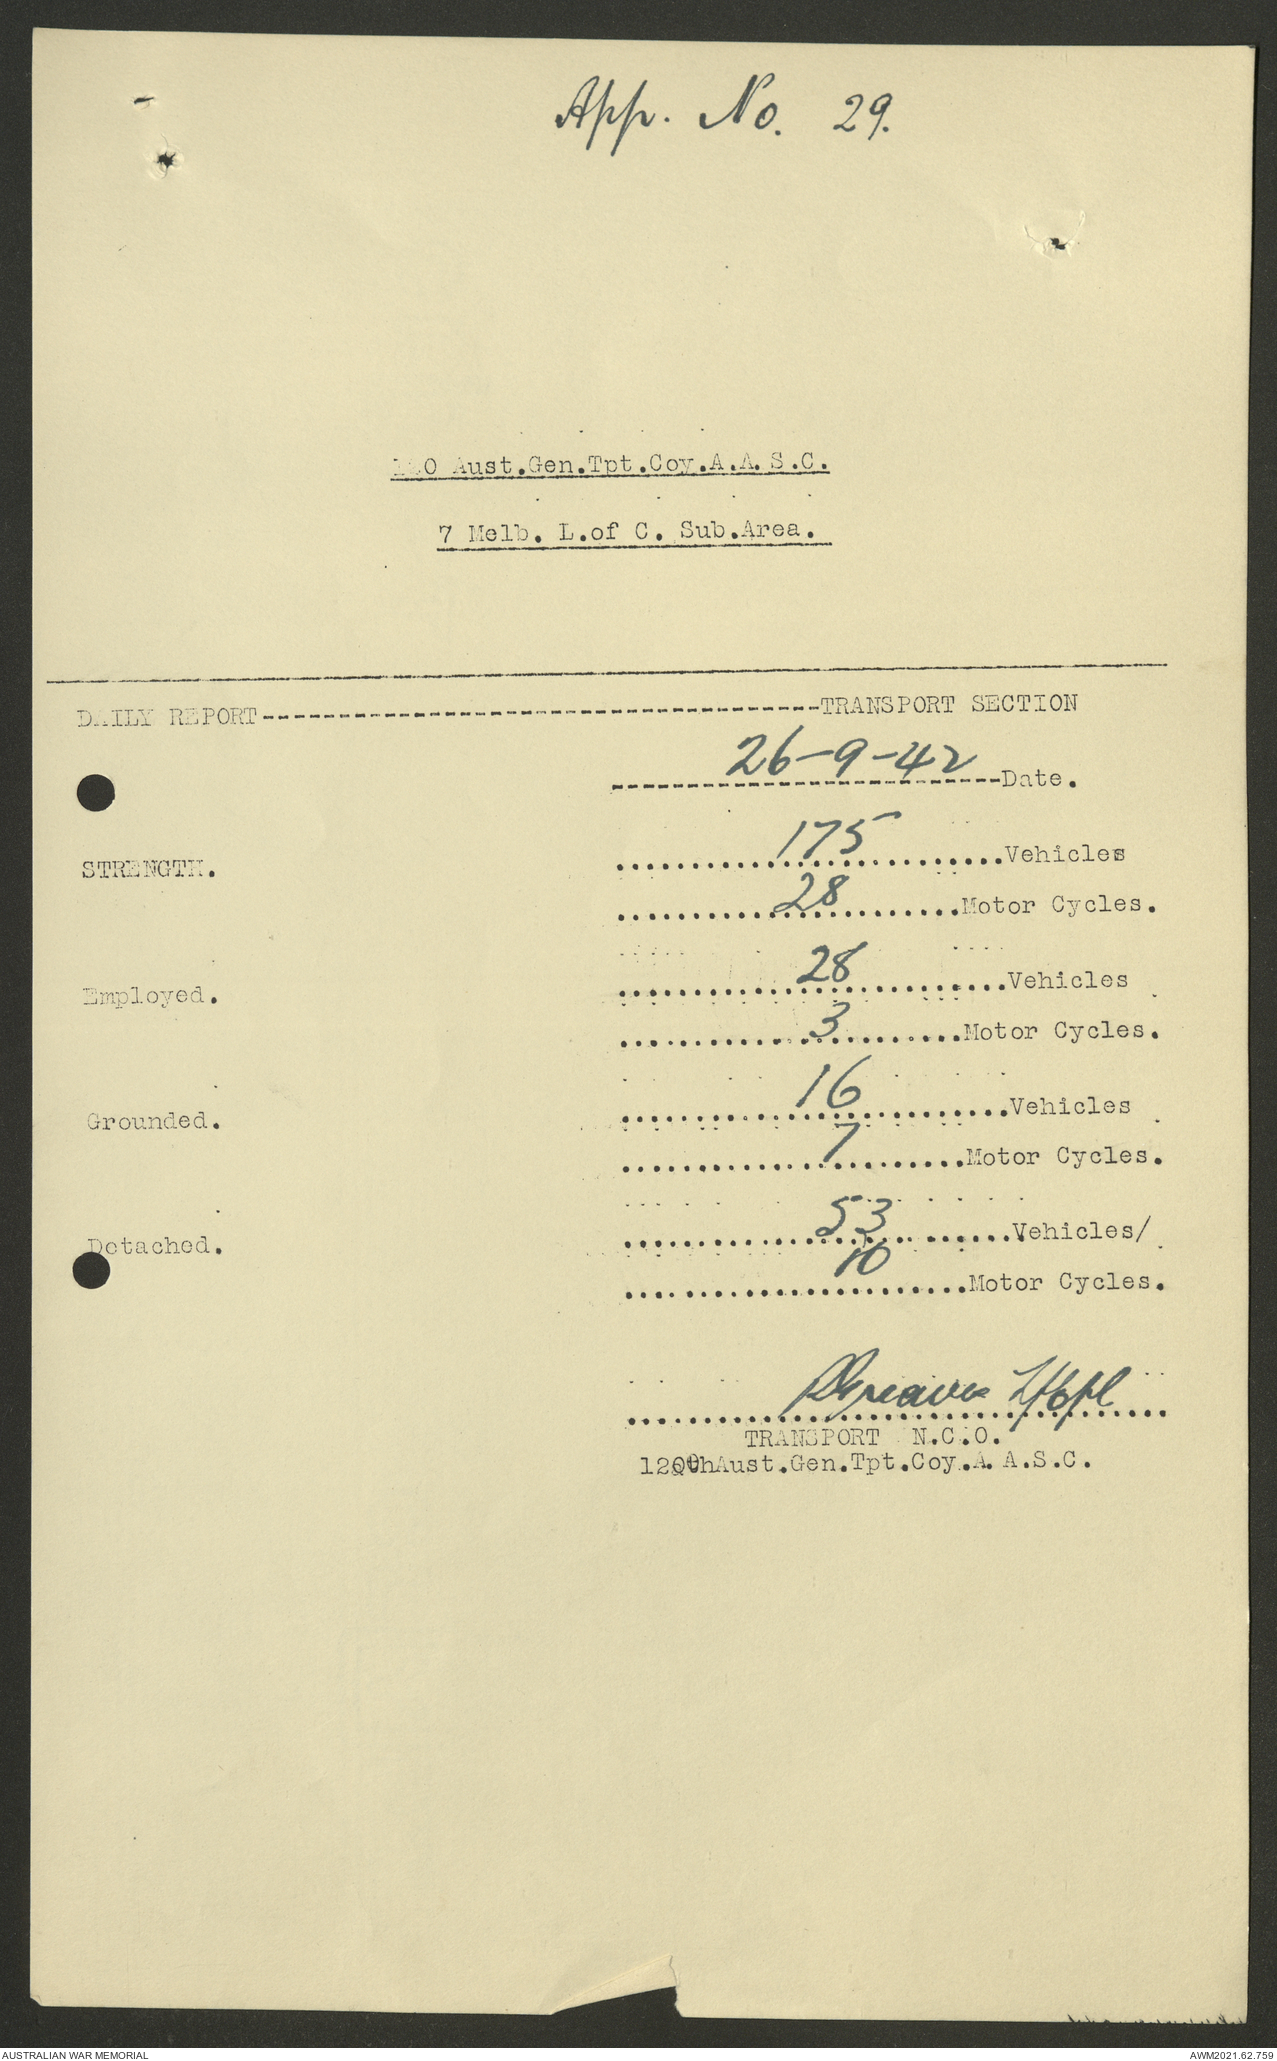 App. No. 29.
120 Aust.Gen.Tpt.Coy.A.A.S.C.
7 Melb. L.of C. Sub.Area.
DAILY REPORT-------------------------------------TRANSPORT SECTION
26-9-42 Date.
STRENGTH. 175 Vehicles
28 Motor Cycles.
Employed. 28 Vehicles
3 Motor Cycles.
Grounded. 16 Vehicles
7 Motor Cycles.
Detached. 53 Vehicles/
10 Motor Cycles.
TRANSPORT N.C.O.
120thAust.Gen.Tpt.Coy.A.A.S.C.
AUSTRALIAN WAR MEMORIAL
AWM2021.62.759